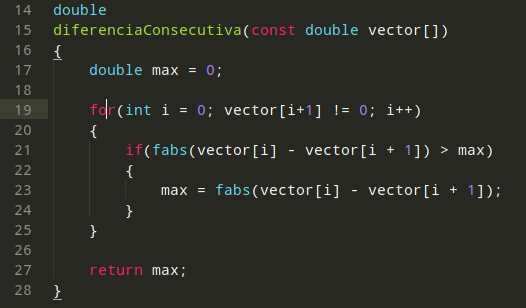 14 double
15 diferenciaConsecutiva(const double vector[])
16 {
17     double max = 0;
18
19     for(int i = 0; vector[i+1] != 0; i++)
20     {
21         if(fabs(vector[i] - vector[i + 1]) > max)
22         {
23             max = fabs(vector[i] - vector[i + 1]);
24         }
25     }
26
27     return max;
28 }